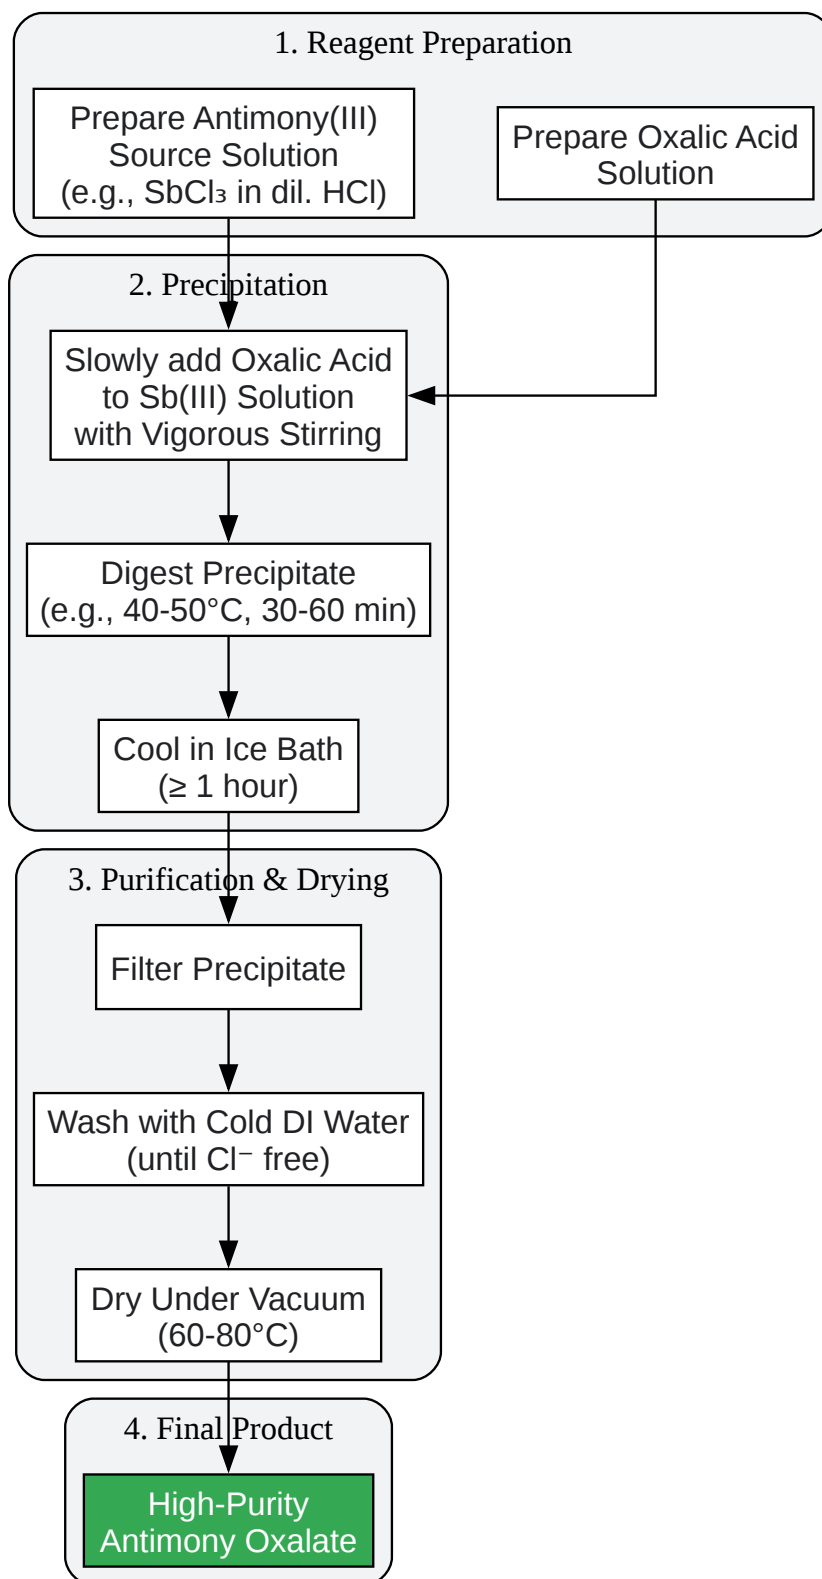 1. Reagent Preparation
Prepare Antimony(III)
Source Solution
(e.g., SbCl₃ in dil. HCl)
Prepare Oxalic Acid
Solution
2. Precipitation
Slowly add Oxalic Acid
to Sb(III) Solution
with Vigorous Stirring
Digest Precipitate
(e.g., 40-50°C, 30-60 min)
Cool in Ice Bath
(≥ 1 hour)
3. Purification & Drying
Filter Precipitate
Wash with Cold DI Water
(until Cl⁻ free)
Dry Under Vacuum
(60-80°C)
4. Final Product
High-Purity
Antimony Oxalate